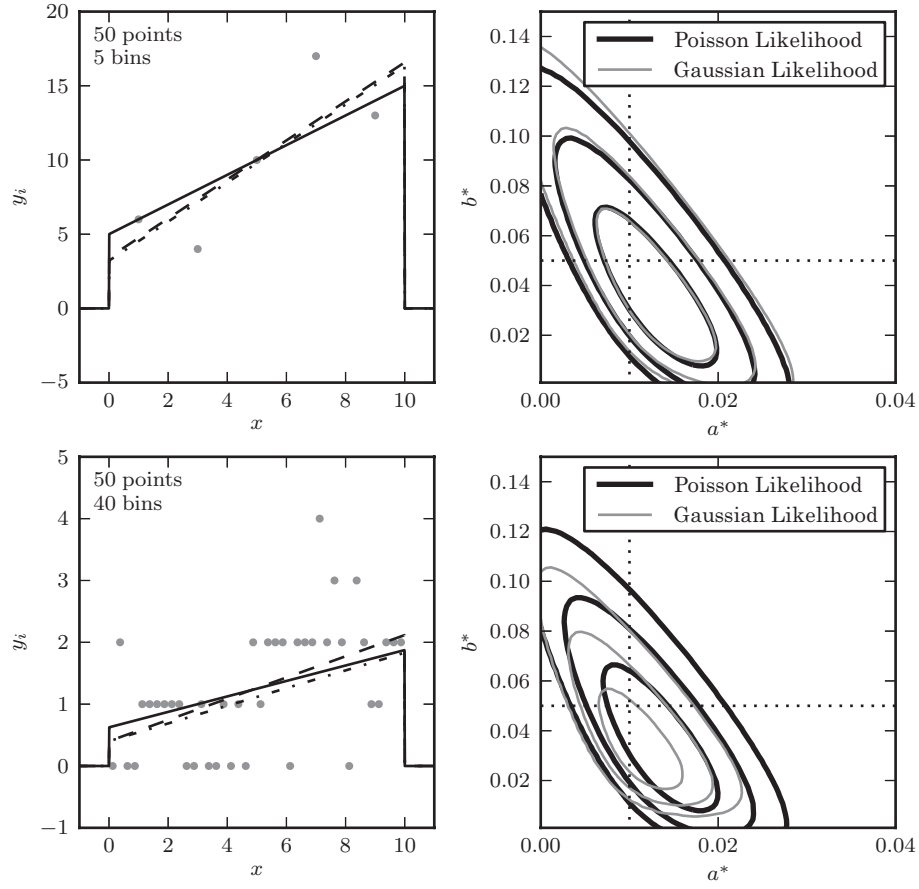 20
15
10
5
0
−5
y_i
50 points
5 bins
0 2 4 6 8 10
x
0.14
0.12
0.10
0.08
0.06
0.04
0.02
b*
Poisson Likelihood
Gaussian Likelihood
0.00 0.02 0.04
a*
5
4
3
2
1
0
−1
y_i
50 points
40 bins
0 2 4 6 8 10
x
0.14
0.12
0.10
0.08
0.06
0.04
0.02
b*
Poisson Likelihood
Gaussian Likelihood
0.00 0.02 0.04
a*